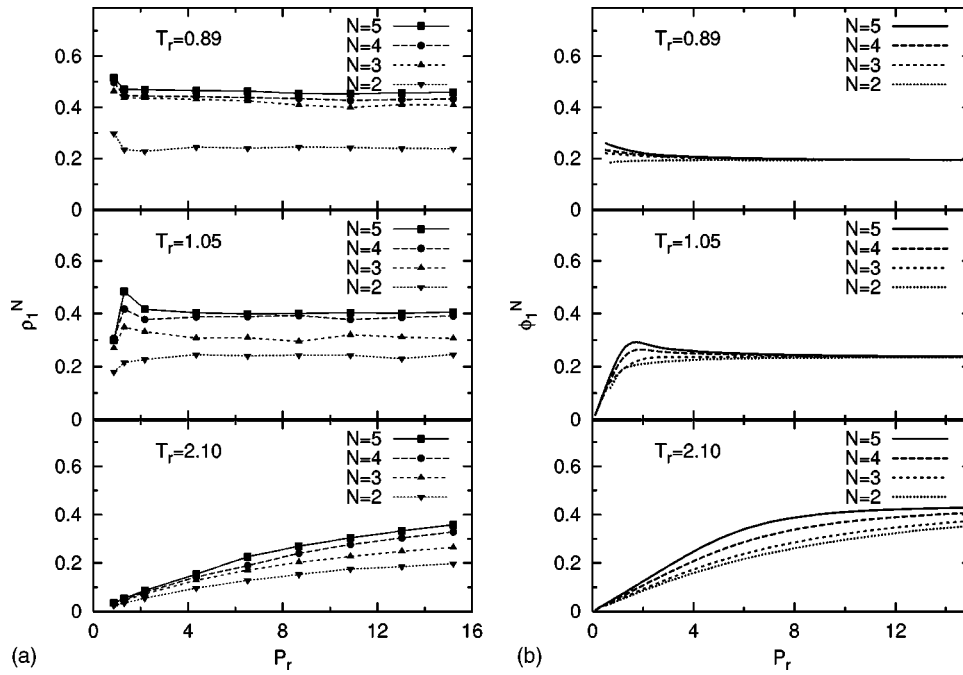 T_r=0.89
N=5
N=4
N=3
N=2
0.6
0.4
0.2
0
T_r=1.05
N=5
N=4
N=3
N=2
0.6
0.4
0.2
0
ρ_1^N
T_r=2.10
N=5
N=4
N=3
N=2
0.6
0.4
0.2
0
0 4 8 12 16
(a) P_r
T_r=0.89
N=5
N=4
N=3
N=2
0.6
0.4
0.2
0
T_r=1.05
N=5
N=4
N=3
N=2
0.6
0.4
0.2
0
ϕ_1^N
T_r=2.10
N=5
N=4
N=3
N=2
0.6
0.4
0.2
0
0 4 8 12
(b) P_r